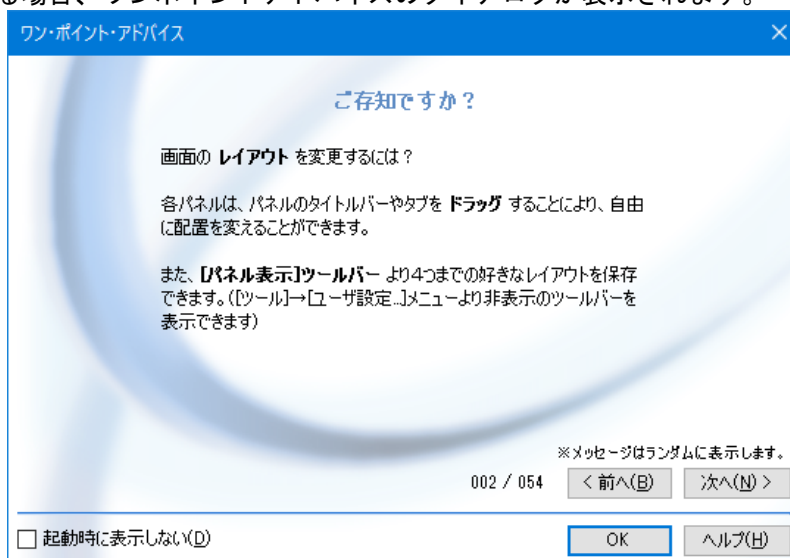 る場合、ワンポイントアドバイスのダイアログが表示されます。
ワン・ポイント・アドバイス
ご存知ですか？
画面の レイアウト を変更するには？
各パネルは、パネルのタイトルバーやタブを ドラッグ することにより、自由
に配置を変えることができます。
また、[パネル表示]ツールバー より4つまでの好きなレイアウトを保存
できます。([ツール]→[ユーザ設定...]メニューより非表示のツールバーを
表示できます)
※メッセージはランダムに表示します。
002 / 054
< 前へ(B)
次へ(N) >
起動時に表示しない(D)
OK
ヘルプ(H)